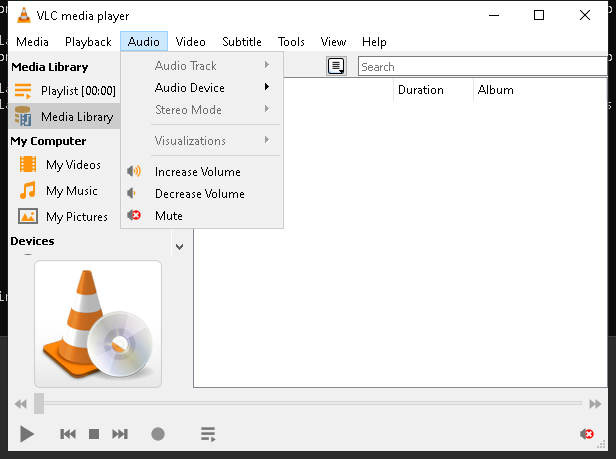 VLC media player
Media Playback Audio Video Subtitle Tools View Help
Media Library
Playlist [00:00]
Media Library
My Computer
My Videos
My Music
My Pictures
Devices
Audio Track
Audio Device
Stereo Mode
Visualizations
Increase Volume
Decrease Volume
Mute
Search
Duration Album